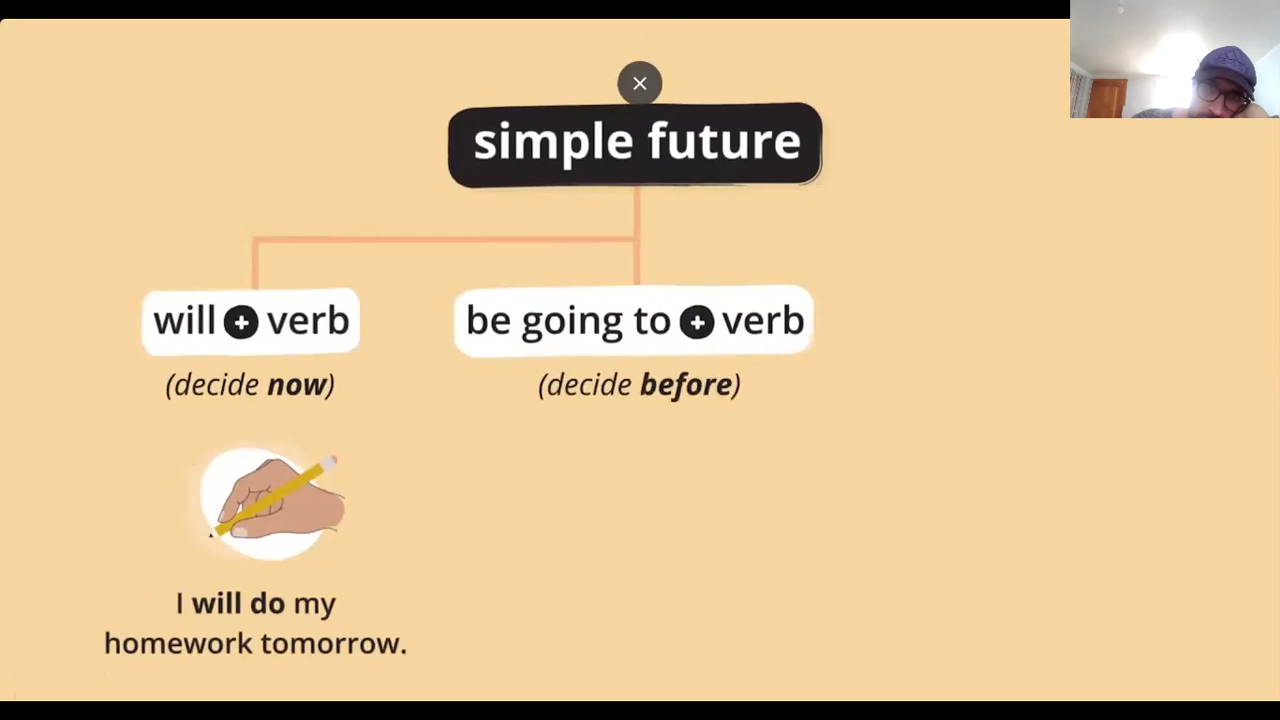 simple future
will + verb
be going to + verb
(decide now)
(decide before)
I will do my
homework tomorrow.